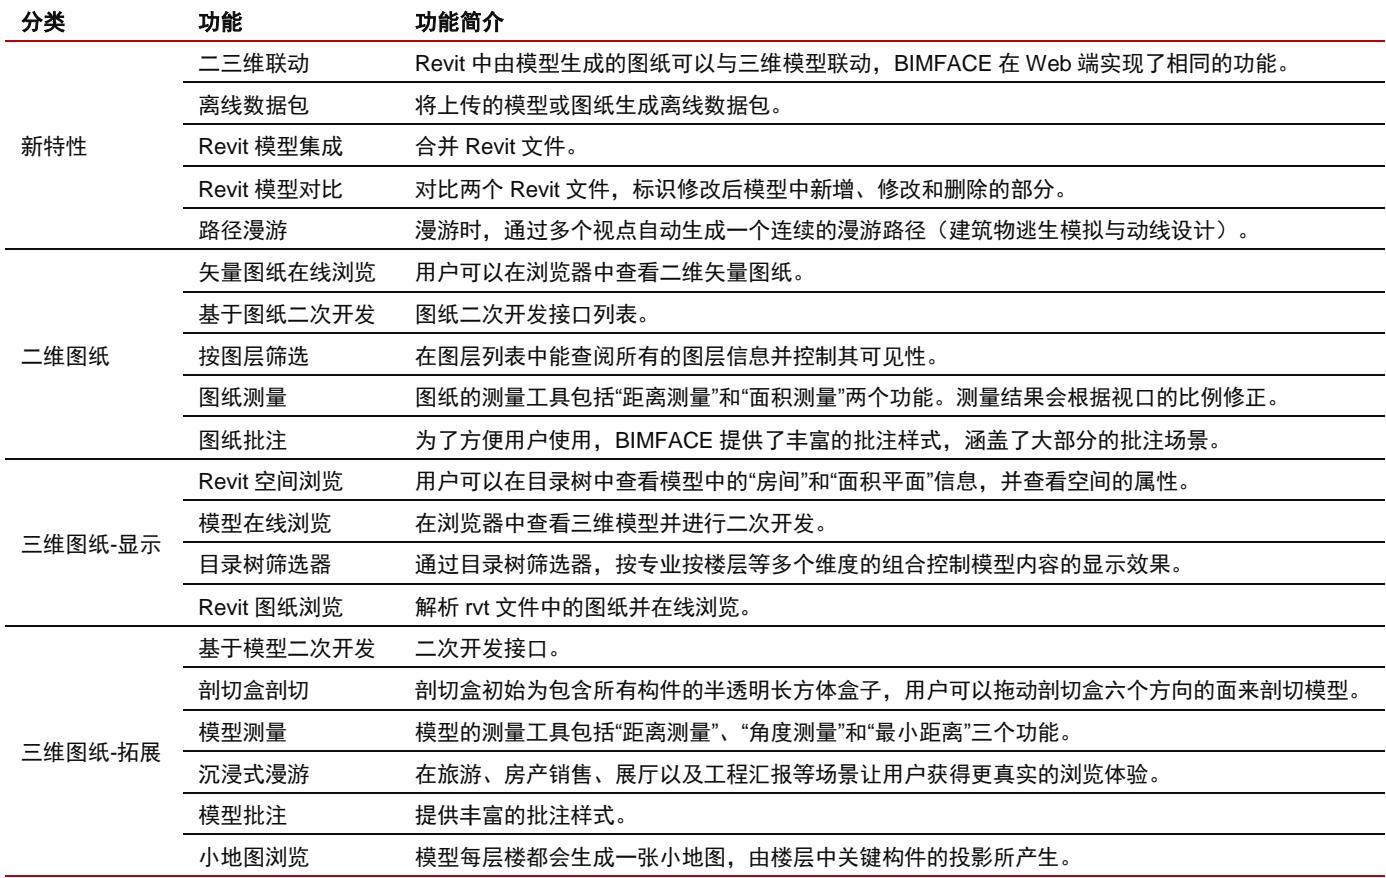 分类 功能 功能简介
二三维联动 Revit 中由模型生成的图纸可以与三维模型联动，BIMFACE 在 Web 端实现了相同的功能。
离线数据包 将上传的模型或图纸生成离线数据包。
新特性 Revit 模型集成 合并 Revit 文件。
Revit 模型对比 对比两个 Revit 文件，标识修改后模型中新增、修改和删除的部分。
路径漫游 漫游时，通过多个视点自动生成一个连续的漫游路径（建筑物逃生模拟与动线设计）。
矢量图纸在线浏览 用户可以在浏览器中查看二维矢量图纸。
基于图纸二次开发 图纸二次开发接口列表。
二维图纸 按图层筛选 在图层列表中能查阅所有的图层信息并控制其可见性。
图纸测量 图纸的测量工具包括“距离测量”和“面积测量”两个功能。测量结果会根据视口的比例修正。
图纸批注 为了方便用户使用，BIMFACE 提供了丰富的批注样式，涵盖了大部分的批注场景。
Revit 空间浏览 用户可以在目录树中查看模型中的“房间”和“面积平面”信息，并查看空间的属性。
模型在线浏览 在浏览器中查看三维模型并进行二次开发。
三维图纸-显示
目录树筛选器 通过目录树筛选器，按专业按楼层等多个维度的组合控制模型内容的显示效果。
Revit 图纸浏览 解析 rvt 文件中的图纸并在线浏览。
基于模型二次开发 二次开发接口。
剖切盒剖切 剖切盒初始为包含所有构件的半透明长方体盒子，用户可以拖动剖切盒六个方向的面来剖切模型。
模型测量 模型的测量工具包括“距离测量”、“角度测量”和“最小距离”三个功能。
三维图纸-拓展
沉浸式漫游 在旅游、房产销售、展厅以及工程汇报等场景让用户获得更真实的浏览体验。
模型批注 提供丰富的批注样式。
小地图浏览 模型每层楼都会生成一张小地图，由楼层中关键构件的投影所产生。